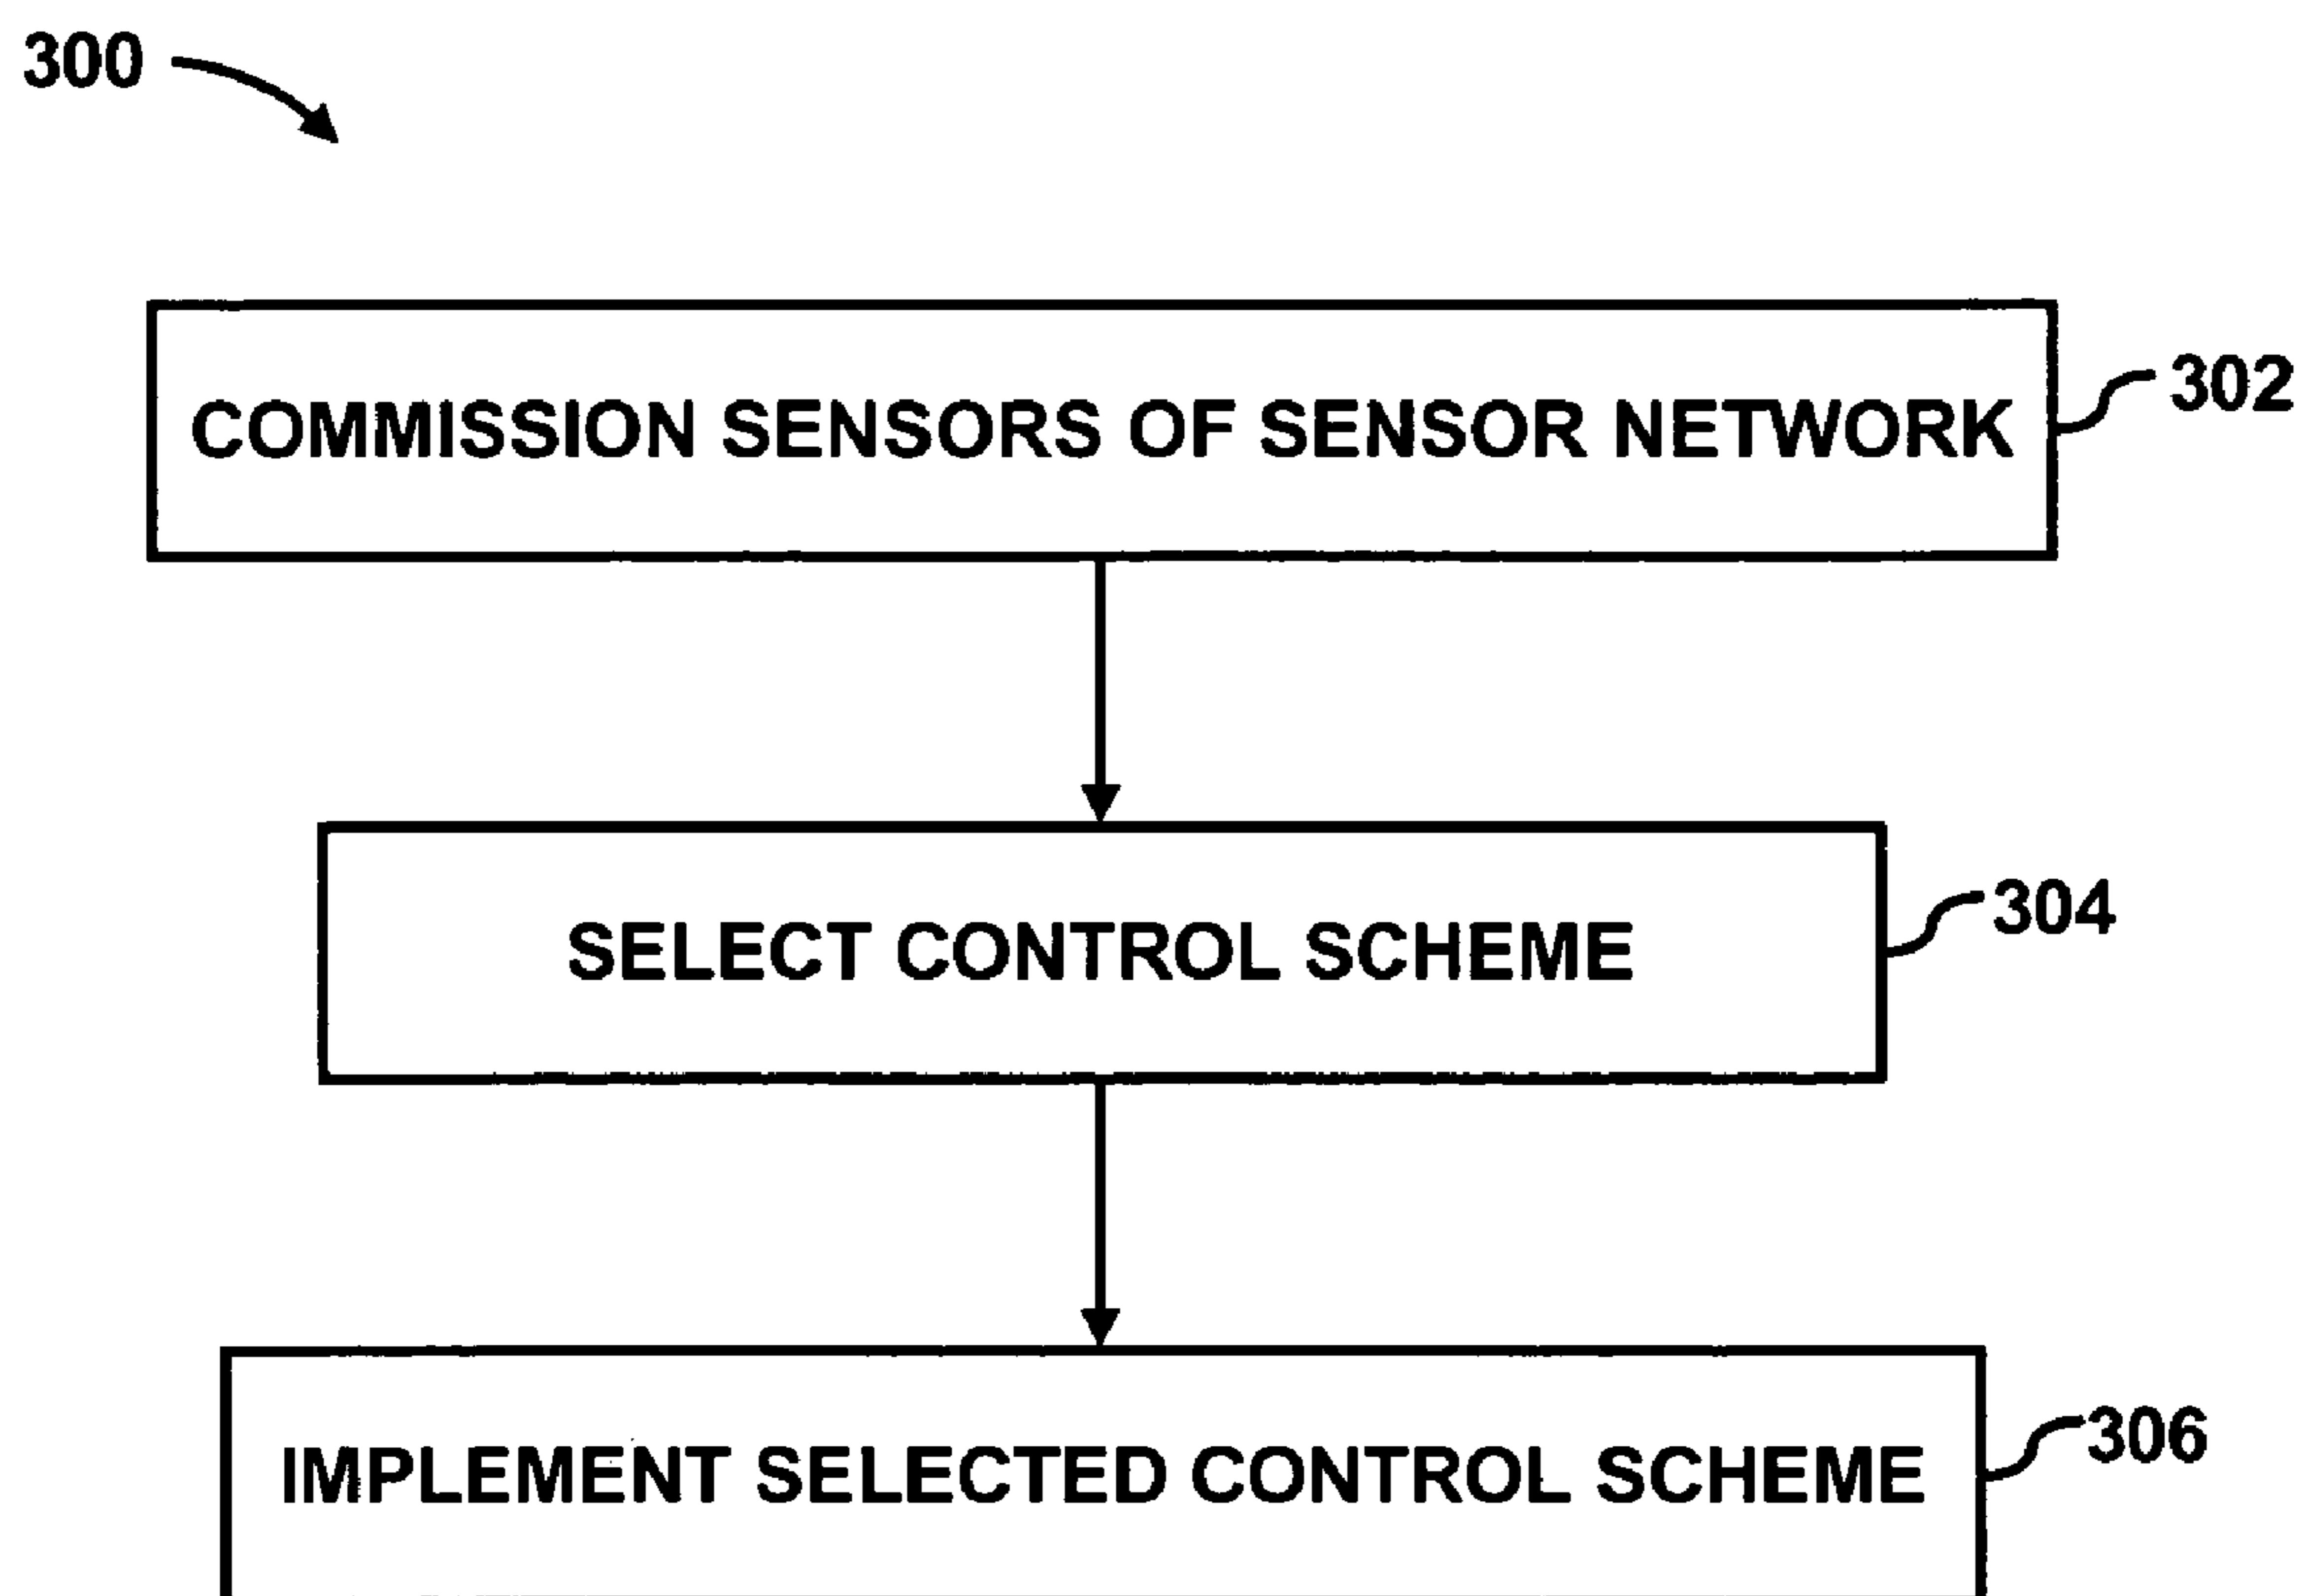 300
COMMISSION SENSORS OF SENSOR NETWORK
302
SELECT CONTROL SCHEME
304
IMPLEMENT SELECTED CONTROL SCHEME
306